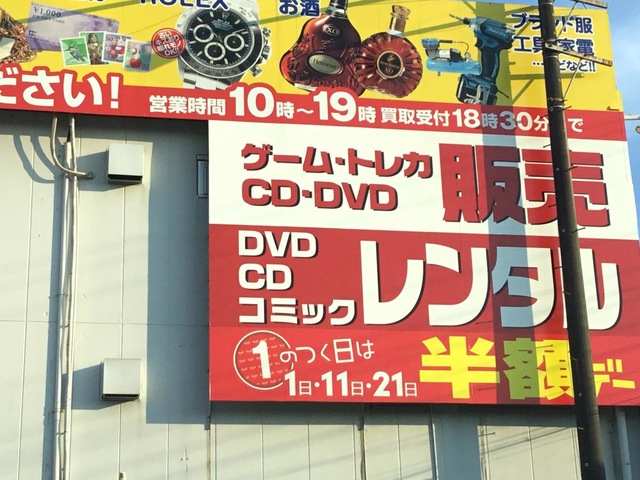 ROLEX
お酒
ブランド服
工具・家電
…などなど!!
¥1,000
ださい!
営業時間10時～19時 買取受付18時30分まで
ゲーム・トレカ
CD・DVD
販売
DVD
CD
コミック
レンタル
1のつく日は
1日・11日・21日
半額デー